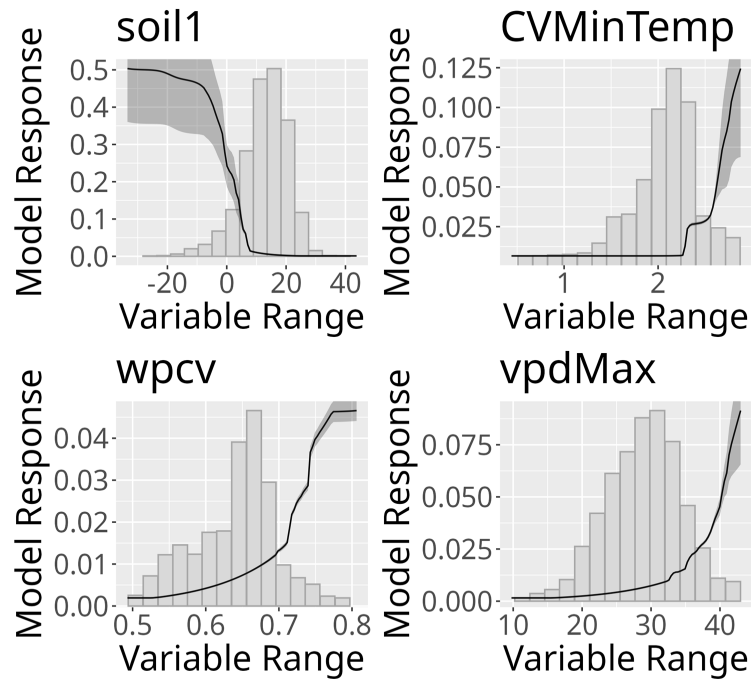 soil1
Model Response
0.5
0.4
0.3
0.2
0.1
0.0
-20 0 20 40
Variable Range
CVMinTemp
Model Response
0.125
0.100
0.075
0.050
0.025
1 2
Variable Range
wpcv
Model Response
0.04
0.03
0.02
0.01
0.00
0.5 0.6 0.7 0.8
Variable Range
vpdMax
Model Response
0.075
0.050
0.025
0.000
10 20 30 40
Variable Range